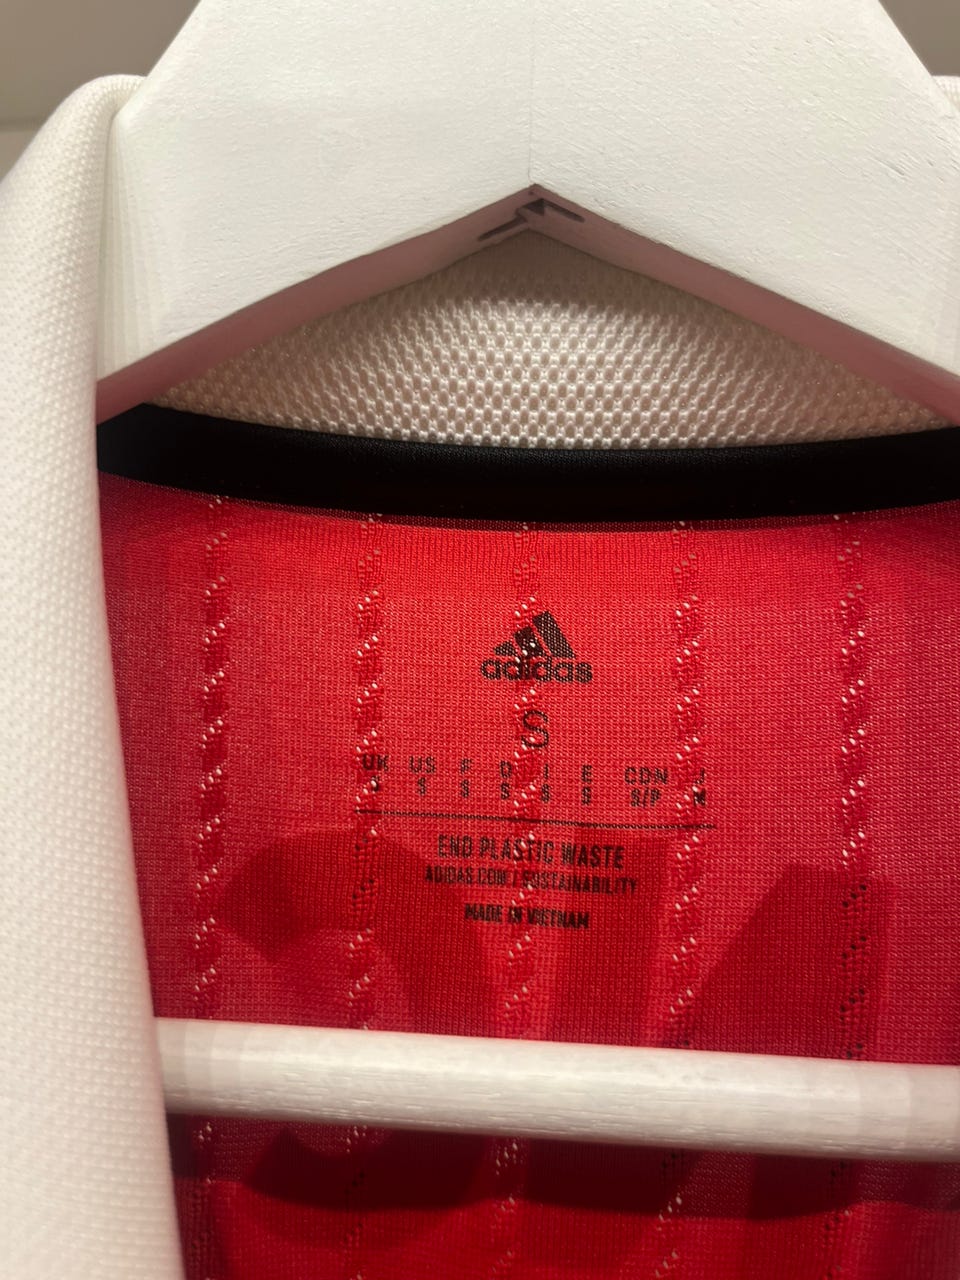 adidas
S
UK US F D I E CDN J
S S S S S S S/P M
END PLASTIC WASTE
ADIDAS.COM / SUSTAINABILITY
MADE IN VIETNAM